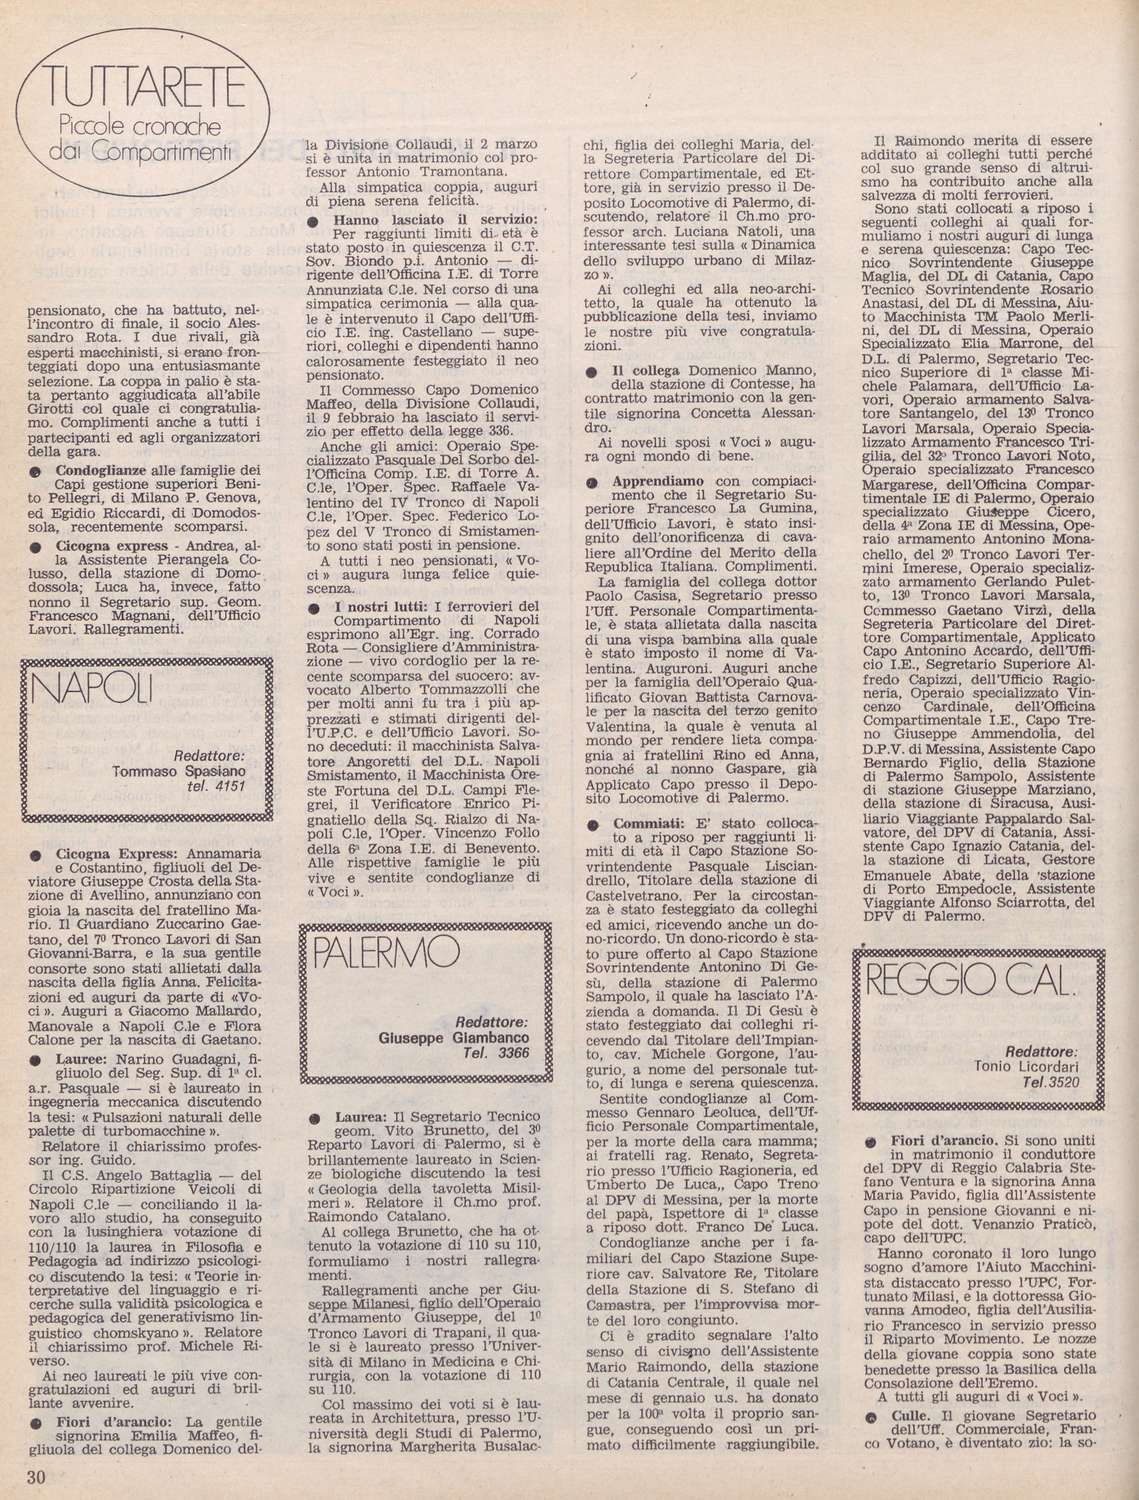 TUTTARETE
Piccole cronache
dai Compartimenti
pensionato, che ha battuto, nel-
l'incontro di finale, il socio Ales-
sandro Rota. I due rivali, già
esperti macchinisti, si erano fron-
teggiati dopo una entusiasmante
selezione. La coppa in palio è sta-
ta pertanto aggiudicata all'abile
Girotti col quale ci congratulia-
mo. Complimenti anche a tutti i
partecipanti ed agli organizzatori
della gara.
● Condoglianze alle famiglie dei
Capi gestione superiori Beni-
to Pellegri, di Milano P. Genova,
ed Egidio Riccardi, di Domodos-
sola, recentemente scomparsi.
● Cicogna express - Andrea, al-
la Assistente Pierangela Co-
lusso, della stazione di Domo-
dossola; Luca ha, invece, fatto
nonno il Segretario sup. Geom.
Francesco Magnani, dell'Ufficio
Lavori. Rallegramenti.
NAPOLI
Redattore:
Tommaso Spasiano
tel. 4151
● Cicogna Express: Annamaria
e Costantino, figliuoli del De-
viatore Giuseppe Crosta della Sta-
zione di Avellino, annunziano con
gioia la nascita del fratellino Ma-
rio. Il Guardiano Zuccarino Gae-
tano, del 7º Tronco Lavori di San
Giovanni-Barra, e la sua gentile
consorte sono stati allietati dalla
nascita della figlia Anna. Felicita-
zioni ed auguri da parte di «Vo-
ci». Auguri a Giacomo Mallardo,
Manovale a Napoli C.le e Flora
Calone per la nascita di Gaetano.
● Lauree: Narino Guadagni, fi-
gliuolo del Seg. Sup. di 1ª cl.
a.r. Pasquale — si è laureato in
ingegneria meccanica discutendo
la tesi: « Pulsazioni naturali delle
palette di turbomacchine ».
Relatore il chiarissimo profes-
sor ing. Guido.
Il C.S. Angelo Battaglia — del
Circolo Ripartizione Veicoli di
Napoli C.le — conciliando il la-
voro allo studio, ha conseguito
con la lusinghiera votazione di
110/110 la laurea in Filosofia e
Pedagogia ad indirizzo psicologi-
co discutendo la tesi: « Teorie in-
terpretative del linguaggio e ri-
cerche sulla validità psicologica e
pedagogica del generativismo lin-
guistico chomskyano ». Relatore
il chiarissimo prof. Michele Ri-
verso.
Ai neo laureati le più vive con-
gratulazioni ed auguri di bril-
lante avvenire.
● Fiori d'arancio: La gentile
signorina Emilia Maffeo, fi-
gliuola del collega Domenico del-
30
la Divisione Collaudi, il 2 marzo
si è unita in matrimonio col pro-
fessor Antonio Tramontana.
Alla simpatica coppia, auguri
di piena serena felicità.
● Hanno lasciato il servizio:
Per raggiunti limiti di età è
stato posto in quiescenza il C.T.
Sov. Biondo p.i. Antonio — di-
rigente dell'Officina I.E. di Torre
Annunziata C.le. Nel corso di una
simpatica cerimonia — alla qua-
le è intervenuto il Capo dell'Uffi-
cio I.E. ing. Castellano — supe-
riori, colleghi e dipendenti hanno
calorosamente festeggiato il neo
pensionato.
Il Commesso Capo Domenico
Maffeo, della Divisione Collaudi,
il 9 febbraio ha lasciato il servi-
zio per effetto della legge 336.
Anche gli amici: Operaio Spe-
cializzato Pasquale Del Sorbo del-
l'Officina Comp. I.E. di Torre A.
C.le, l'Oper. Spec. Raffaele Va-
lentino del IV Tronco di Napoli
C.le, l'Oper. Spec. Federico Lo-
pez del V Tronco di Smistamen-
to sono stati posti in pensione.
A tutti i neo pensionati, « Vo-
ci » augura lunga felice quie-
scenza.
● I nostri lutti: I ferrovieri del
Compartimento di Napoli
esprimono all'Egr. ing. Corrado
Rota — Consigliere d'Amministra-
zione — vivo cordoglio per la re-
cente scomparsa del suocero: av-
vocato Alberto Tommazzolli che
per molti anni fu tra i più ap-
prezzati e stimati dirigenti del-
l'U.P.C. e dell'Ufficio Lavori. So-
no deceduti: il macchinista Salva-
tore Angoretti del D.L. Napoli
Smistamento, il Macchinista Ore-
ste Fortuna del D.L. Campi Fle-
grei, il Verificatore Enrico Pi-
gnatiello della Sq. Rialzo di Na-
poli C.le, l'Oper. Vincenzo Follo
della 6ª Zona I.E. di Benevento.
Alle rispettive famiglie le più
vive e sentite condoglianze di
« Voci ».
PALERMO
Redattore:
Giuseppe Giambanco
Tel. 3366
● Laurea: Il Segretario Tecnico
geom. Vito Brunetto, del 3º
Reparto Lavori di Palermo, si è
brillantemente laureato in Scien-
ze biologiche discutendo la tesi
« Geologia della tavoletta Misil-
meri ». Relatore il Ch.mo prof.
Raimondo Catalano.
Al collega Brunetto, che ha ot-
tenuto la votazione di 110 su 110,
formuliamo i nostri rallegra-
menti.
Rallegramenti anche per Giu-
seppe Milanesi, figlio dell'Operaio
d'Armamento Giuseppe, del 1º
Tronco Lavori di Trapani, il qua-
le si è laureato presso l'Univer-
sità di Milano in Medicina e Chi-
rurgia, con la votazione di 110
su 110.
Col massimo dei voti si è lau-
reata in Architettura, presso l'U-
niversità degli Studi di Palermo,
la signorina Margherita Busalac-
chi, figlia dei colleghi Maria, del-
la Segreteria Particolare del Di-
rettore Compartimentale, ed Et-
tore, già in servizio presso il De-
posito Locomotive di Palermo, di-
scutendo, relatore il Ch.mo pro-
fessor arch. Luciana Natoli, una
interessante tesi sulla « Dinamica
dello sviluppo urbano di Milaz-
zo ».
Ai colleghi ed alla neo-archi-
tetto, la quale ha ottenuto la
pubblicazione della tesi, inviamo
le nostre più vive congratula-
zioni.
● Il collega Domenico Manno,
della stazione di Contesse, ha
contratto matrimonio con la gen-
tile signorina Concetta Alessan-
dro.
Ai novelli sposi « Voci » augu-
ra ogni mondo di bene.
● Apprendiamo con compiaci-
mento che il Segretario Su-
periore Francesco La Gumina,
dell'Ufficio Lavori, è stato insi-
gnito dell'onorificenza di cava-
liere all'Ordine del Merito della
Republica Italiana. Complimenti.
La famiglia del collega dottor
Paolo Casisa, Segretario presso
l'Uff. Personale Compartimenta-
le, è stata allietata dalla nascita
di una vispa bambina alla quale
è stato imposto il nome di Va-
lentina. Auguroni. Auguri anche
per la famiglia dell'Operaio Qua-
lificato Giovan Battista Carnova-
le per la nascita del terzo genito
Valentina, la quale è venuta al
mondo per rendere lieta compa-
gnia ai fratellini Rino ed Anna,
nonché al nonno Gaspare, già
Applicato Capo presso il Depo-
sito Locomotive di Palermo.
● Commiati: E' stato colloca-
to a riposo per raggiunti li-
miti di età il Capo Stazione So-
vrintendente Pasquale Liscian-
drello, Titolare della stazione di
Castelvetrano. Per la circostan-
za è stato festeggiato da colleghi
ed amici, ricevendo anche un do-
no-ricordo. Un dono-ricordo è sta-
to pure offerto al Capo Stazione
Sovrintendente Antonino Di Ge-
sù, della stazione di Palermo
Sampolo, il quale ha lasciato l'A-
zienda a domanda. Il Di Gesù è
stato festeggiato dai colleghi ri-
cevendo dal Titolare dell'Impian-
to, cav. Michele Gorgone, l'au-
gurio, a nome del personale tut-
to, di lunga e serena quiescenza.
Sentite condoglianze al Com-
messo Gennaro Leoluca, dell'Uf-
ficio Personale Compartimentale,
per la morte della cara mamma;
ai fratelli rag. Renato, Segreta-
rio presso l'Ufficio Ragioneria, ed
Umberto De Luca,, Capo Treno
al DPV di Messina, per la morte
del papà, Ispettore di 1ª classe
a riposo dott. Franco De Luca.
Condoglianze anche per i fa-
miliari del Capo Stazione Supe-
riore cav. Salvatore Re, Titolare
della Stazione di S. Stefano di
Camastra, per l'improvvisa mor-
te del loro congiunto.
Ci è gradito segnalare l'alto
senso di civismo dell'Assistente
Mario Raimondo, della stazione
di Catania Centrale, il quale nel
mese di gennaio u.s. ha donato
per la 100ª volta il proprio san-
gue, conseguendo così un pri-
mato difficilmente raggiungibile.
Il Raimondo merita di essere
additato ai colleghi tutti perché
col suo grande senso di altrui-
smo ha contribuito anche alla
salvezza di molti ferrovieri.
Sono stati collocati a riposo i
seguenti colleghi ai quali for-
muliamo i nostri auguri di lunga
e serena quiescenza: Capo Tec-
nico Sovrintendente Giuseppe
Maglia, del DL di Catania, Capo
Tecnico Sovrintendente Rosario
Anastasi, del DL di Messina, Aiu-
to Macchinista TM Paolo Merli-
ni, del DL di Messina, Operaio
Specializzato Elia Marrone, del
D.L. di Palermo, Segretario Tec-
nico Superiore di 1ª classe Mi-
chele Palamara, dell'Ufficio La-
vori, Operaio armamento Salva-
tore Santangelo, del 13º Tronco
Lavori Marsala, Operaio Specia-
lizzato Armamento Francesco Tri-
gilia, del 32º Tronco Lavori Noto,
Operaio specializzato Francesco
Margarese, dell'Officina Compar-
timentale IE di Palermo, Operaio
specializzato Giuseppe Cicero,
della 4ª Zona IE di Messina, Ope-
raio armamento Antonino Mona-
chello, del 2º Tronco Lavori Ter-
mini Imerese, Operaio specializ-
zato armamento Gerlando Pulet-
to, 13º Tronco Lavori Marsala,
Commesso Gaetano Virzì, della
Segreteria Particolare del Diret-
tore Compartimentale, Applicato
Capo Antonino Accardo, dell'Uffi-
cio I.E., Segretario Superiore Al-
fredo Capizzi, dell'Ufficio Ragio-
neria, Operaio specializzato Vin-
cenzo Cardinale, dell'Officina
Compartimentale I.E., Capo Tre-
no Giuseppe Ammendolia, del
D.P.V. di Messina, Assistente Capo
Bernardo Figlio, della Stazione
di Palermo Sampolo, Assistente
di stazione Giuseppe Marziano,
della stazione di Siracusa, Ausi-
liario Viaggiante Pappalardo Sal-
vatore, del DPV di Catania, Assi-
stente Capo Ignazio Catania, del-
la stazione di Licata, Gestore
Emanuele Abate, della stazione
di Porto Empedocle, Assistente
Viaggiante Alfonso Sciarrotta, del
DPV di Palermo.
REGGIO CAL.
Redattore:
Tonio Licordari
Tel.3520
● Fiori d'arancio. Si sono uniti
in matrimonio il conduttore
del DPV di Reggio Calabria Ste-
fano Ventura e la signorina Anna
Maria Pavido, figlia dll'Assistente
Capo in pensione Giovanni e ni-
pote del dott. Venanzio Praticò,
capo dell'UPC.
Hanno coronato il loro lungo
sogno d'amore l'Aiuto Macchini-
sta distaccato presso l'UPC, For-
tunato Milasi, e la dottoressa Gio-
vanna Amodeo, figlia dell'Ausilia-
rio Francesco in servizio presso
il Riparto Movimento. Le nozze
della giovane coppia sono state
benedette presso la Basilica della
Consolazione dell'Eremo.
A tutti gli auguri di « Voci ».
● Culle. Il giovane Segretario
dell'Uff. Commerciale, Fran-
co Votano, è diventato zio: la so-